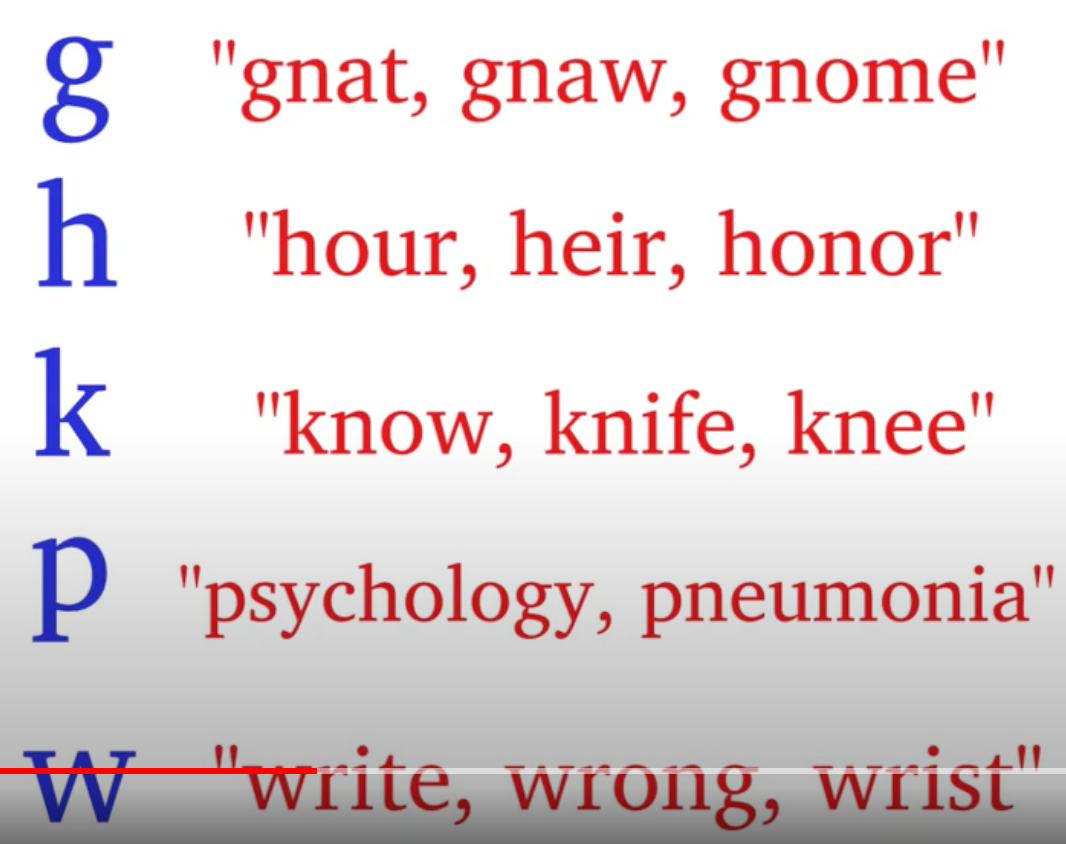 g "gnat, gnaw, gnome"
h "hour, heir, honor"
k "know, knife, knee"
p "psychology, pneumonia"
w "write, wrong, wrist"